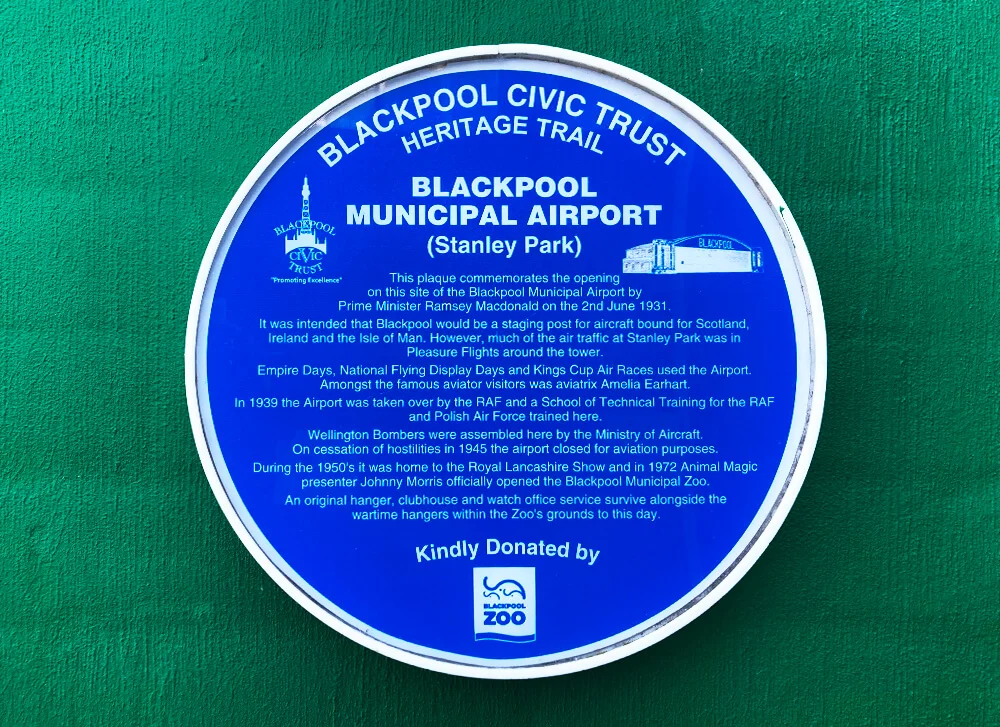 BLACKPOOL CIVIC TRUST
HERITAGE TRAIL
BLACKPOOL
MUNICIPAL AIRPORT
(Stanley Park)
BLACKPOOL
CIVIC
TRUST
"Promoting Excellence"
BLACKPOOL
This plaque commemorates the opening
on this site of the Blackpool Municipal Airport by
Prime Minister Ramsey Macdonald on the 2nd June 1931.
It was intended that Blackpool would be a staging post for aircraft bound for Scotland,
Ireland and the Isle of Man. However, much of the air traffic at Stanley Park was in
Pleasure Flights around the tower.
Empire Days, National Flying Display Days and Kings Cup Air Races used the Airport.
Amongst the famous aviator visitors was aviatrix Amelia Earhart.
In 1939 the Airport was taken over by the RAF and a School of Technical Training for the RAF
and Polish Air Force trained here.
Wellington Bombers were assembled here by the Ministry of Aircraft.
On cessation of hostilities in 1945 the airport closed for aviation purposes.
During the 1950's it was home to the Royal Lancashire Show and in 1972 Animal Magic
presenter Johnny Morris officially opened the Blackpool Municipal Zoo.
An original hanger, clubhouse and watch office service survive alongside the
wartime hangers within the Zoo's grounds to this day.
Kindly Donated by
BLACKPOOL
ZOO